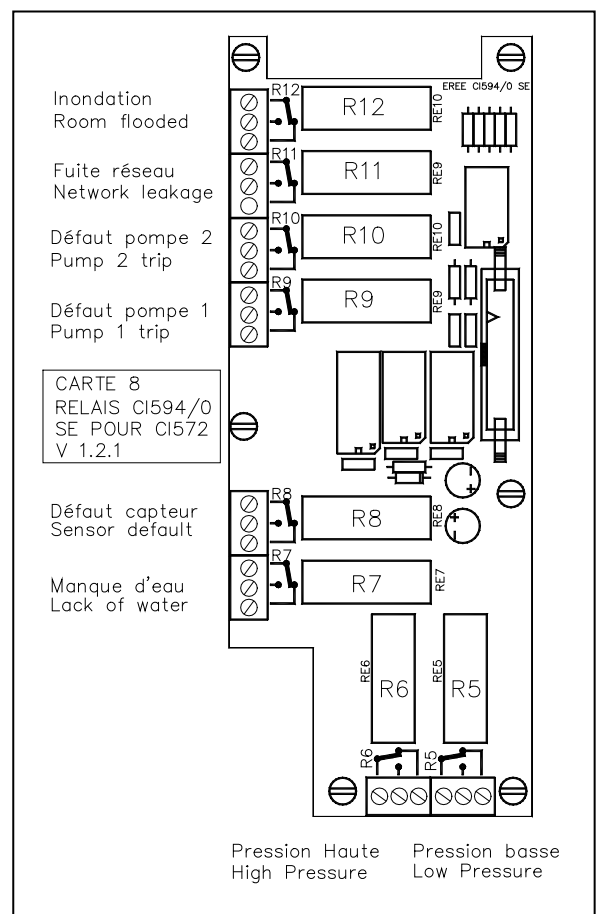 EREE CI594/0 SE
Inondation
Room flooded
R12
R12
RE10
Fuite réseau
Network leakage
R11
R11
RE9
Défaut pompe 2
Pump 2 trip
R10
R10
RE10
Défaut pompe 1
Pump 1 trip
R9
R9
RE9
CARTE 8
RELAIS CI594/0
SE POUR CI572
V 1.2.1
Défaut capteur
Sensor default
R8
R8
RE8
Manque d'eau
Lack of water
R7
R7
RE7
RE6
R6
RE5
R5
R6
R5
Pression Haute
High Pressure
Pression basse
Low Pressure